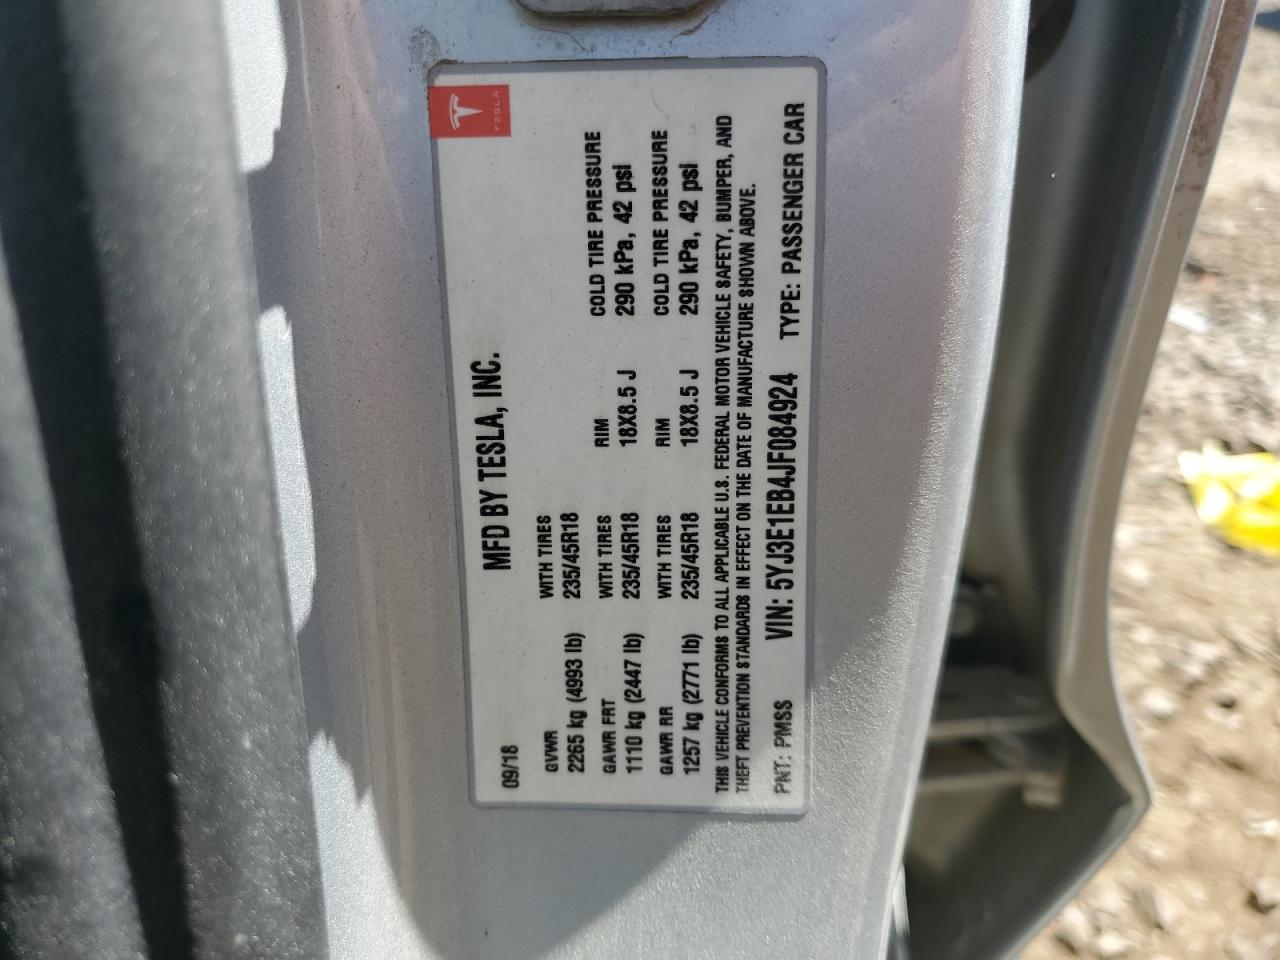 TESLA
MFD BY TESLA, INC.
09/18
GVWR WITH TIRES
2265 kg (4993 lb) 235/45R18
GAWR FRT WITH TIRES RIM COLD TIRE PRESSURE
1110 kg (2447 lb) 235/45R18 18X8.5 J 290 kPa, 42 psi
GAWR RR WITH TIRES RIM COLD TIRE PRESSURE
1257 kg (2771 lb) 235/45R18 18X8.5 J 290 kPa, 42 psi
THIS VEHICLE CONFORMS TO ALL APPLICABLE U.S. FEDERAL MOTOR VEHICLE SAFETY, BUMPER, AND
THEFT PREVENTION STANDARDS IN EFFECT ON THE DATE OF MANUFACTURE SHOWN ABOVE.
PNT: PMSS VIN: 5YJ3E1EB4JF084924 TYPE: PASSENGER CAR